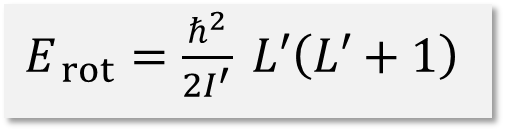 E_rot = ħ²/2I′ L′(L′ + 1)